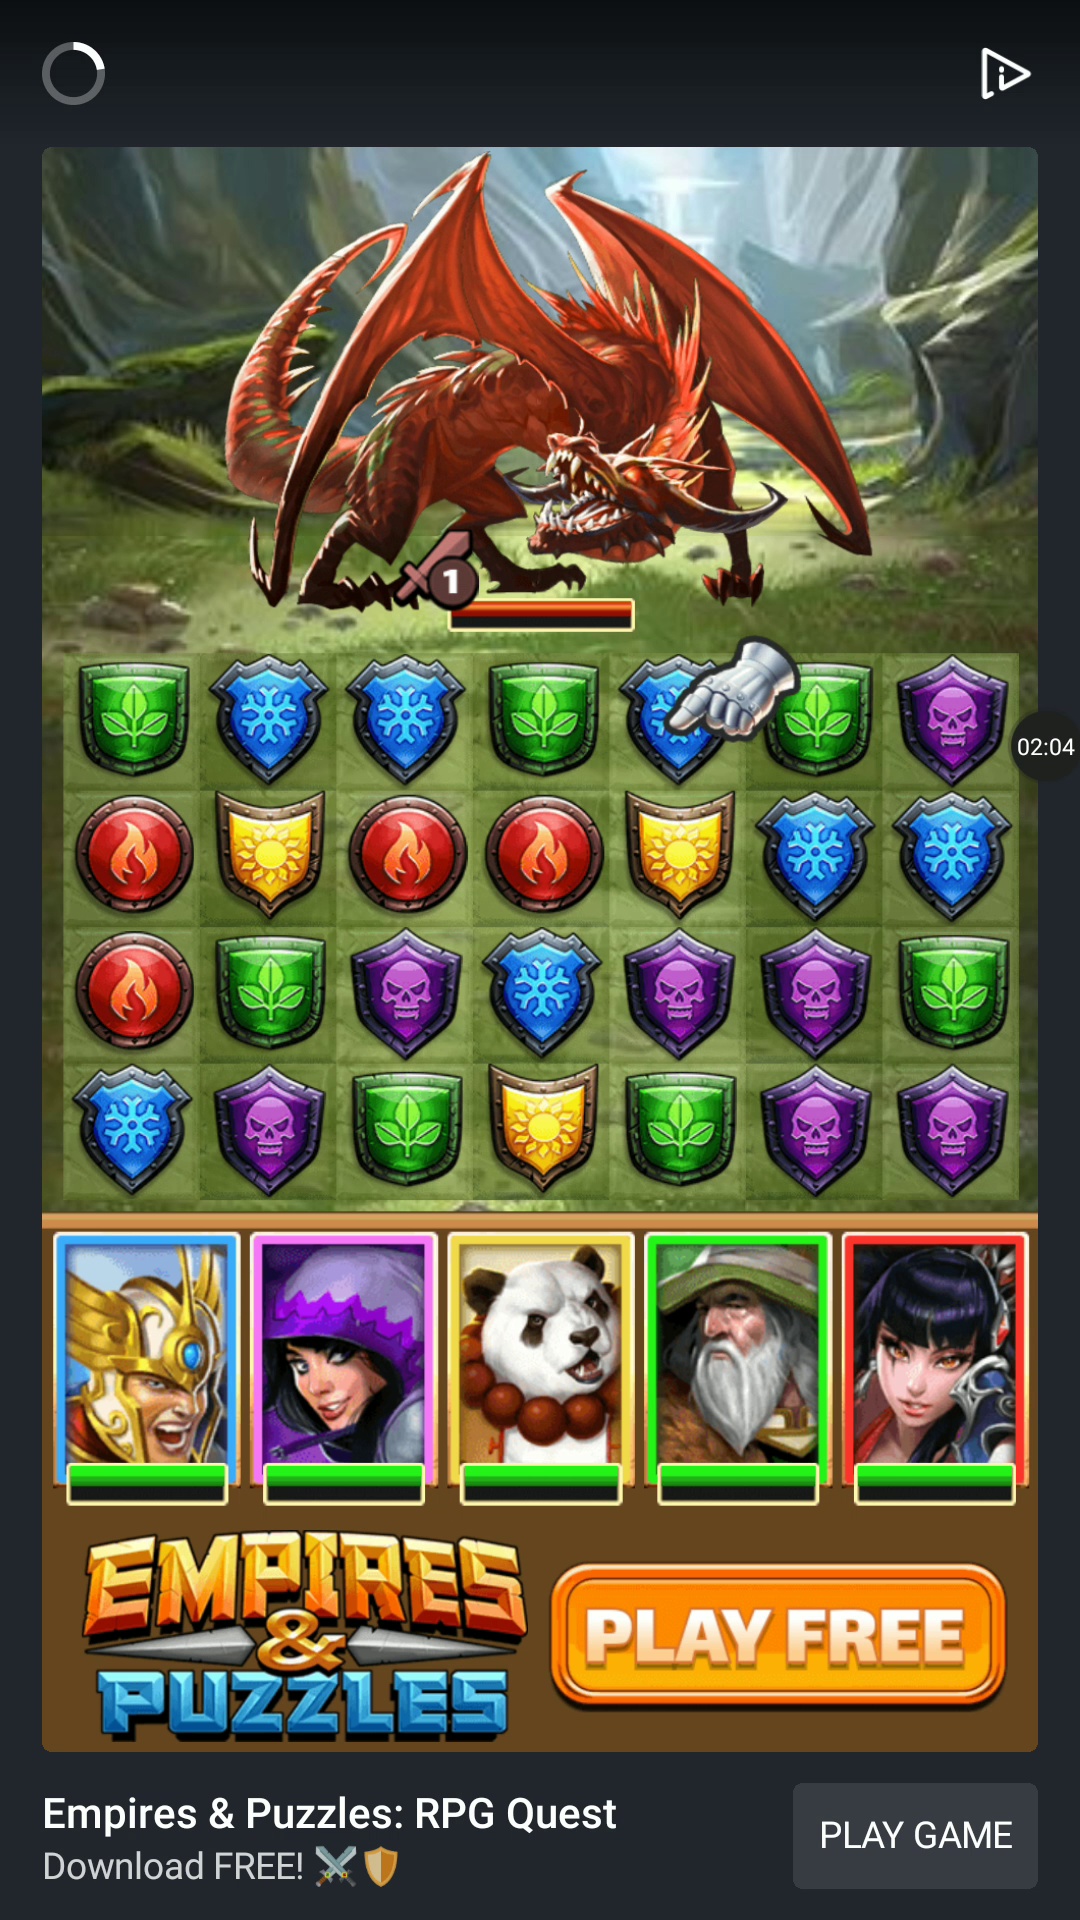 1
02:04
EMPIRES
&
PUZZLES
PLAY FREE
Empires & Puzzles: RPG Quest
Download FREE! ⚔️🛡️
PLAY GAME